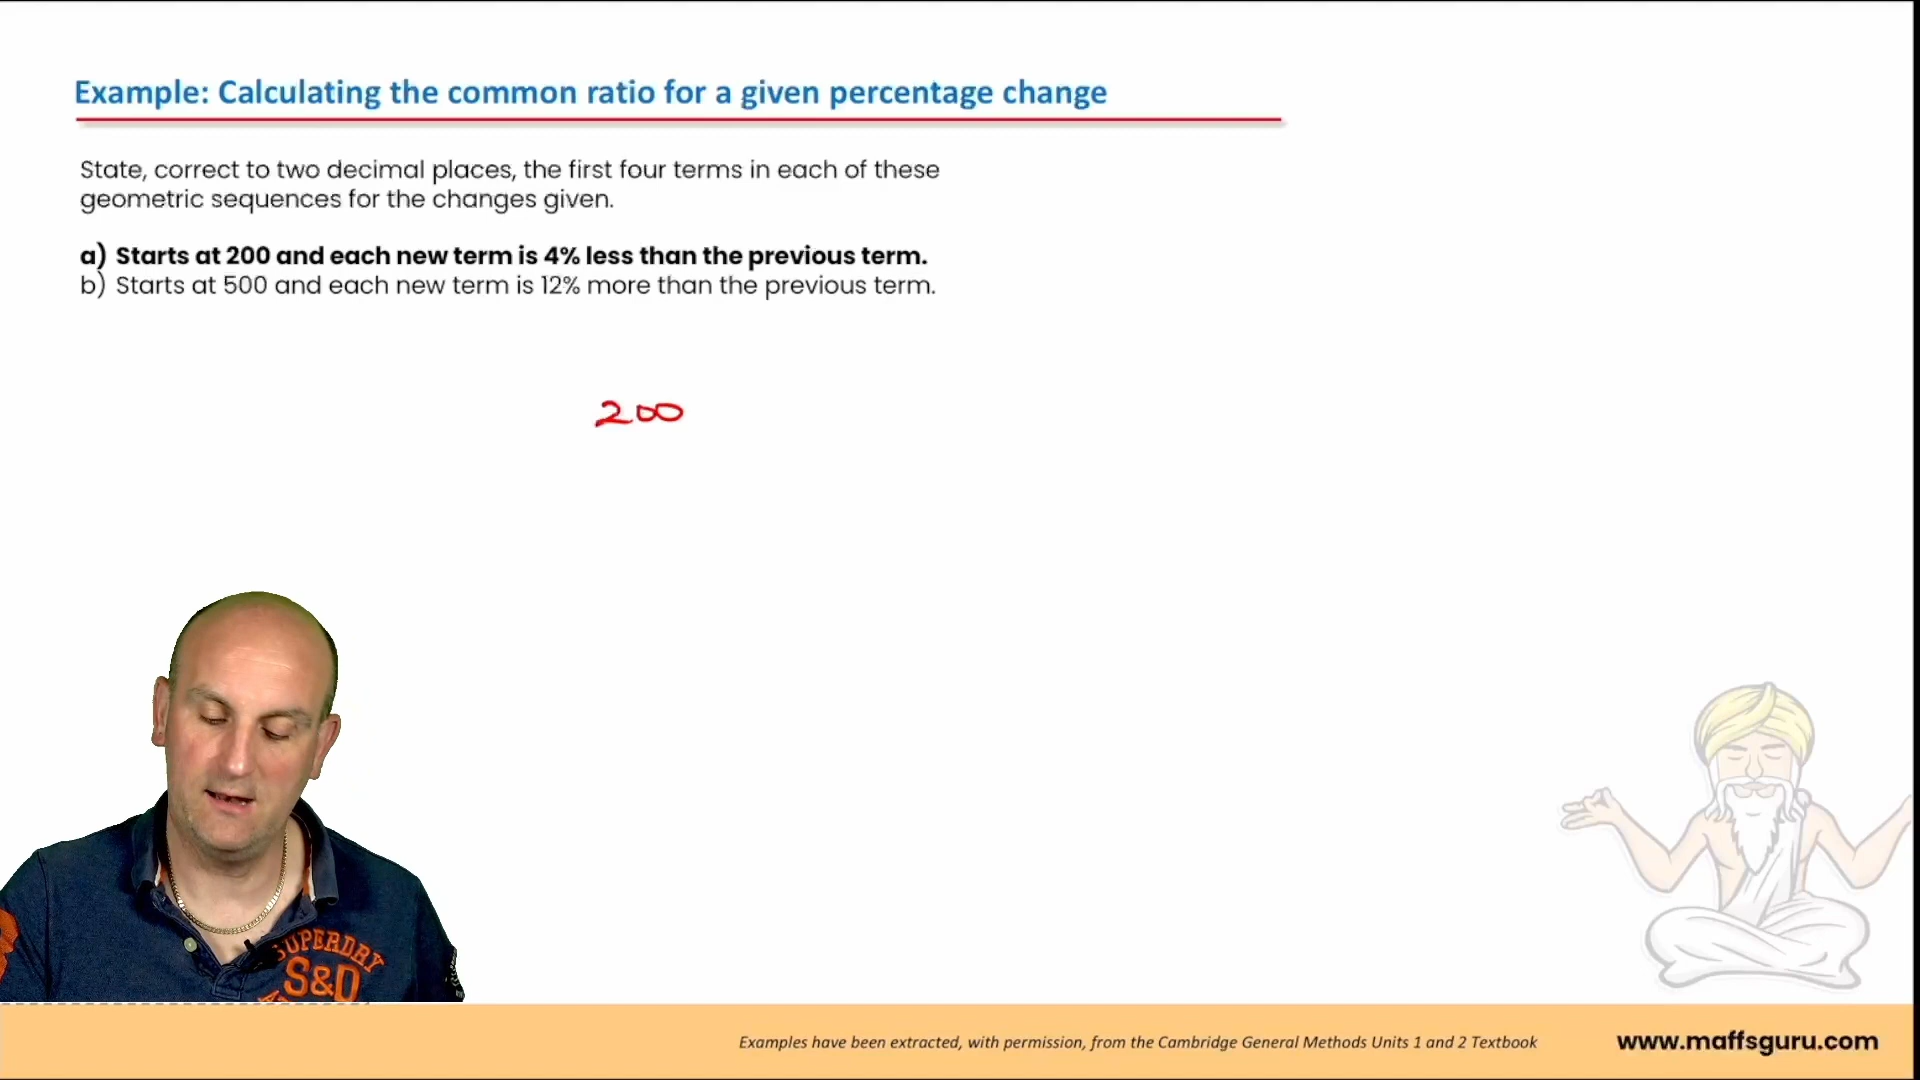 Example: Calculating the common ratio for a given percentage change
State, correct to two decimal places, the first four terms in each of these
geometric sequences for the changes given.
a) Starts at 200 and each new term is 4% less than the previous term.
b) Starts at 500 and each new term is 12% more than the previous term.
200
SUPERDRY
S&D
Examples have been extracted, with permission, from the Cambridge General Methods Units 1 and 2 Textbook
www.maffsguru.com